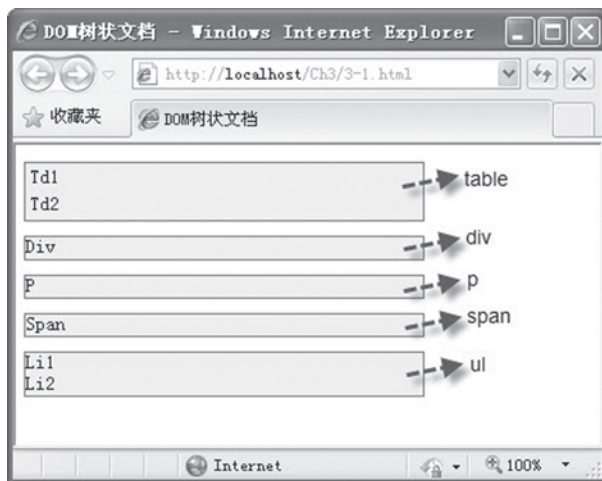 DOM树状文档 - Windows Internet Explorer
http://localhost/Ch3/3-1.html
收藏夹 DOM树状文档
Td1 table
Td2
Div div
P p
Span span
Li1 ul
Li2
Internet 100%